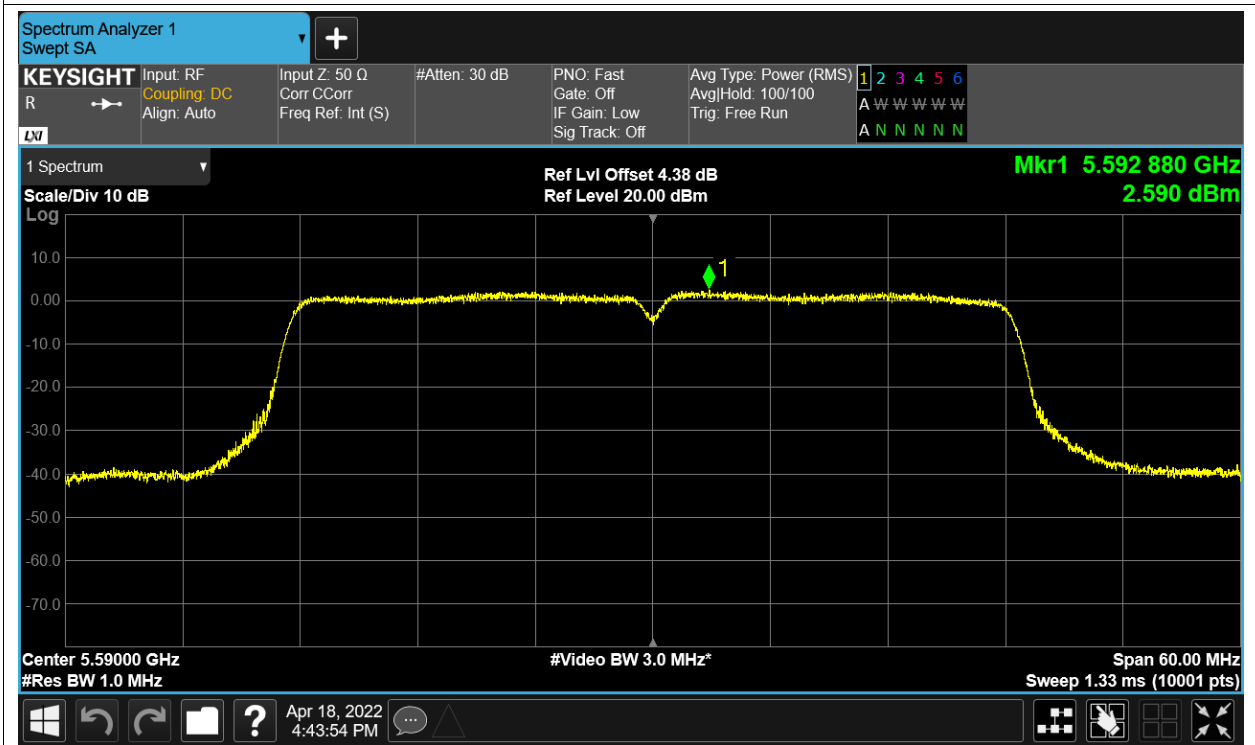 Spectrum Analyzer 1
Swept SA
KEYSIGHT
R
LXI
Input: RF
Coupling: DC
Align: Auto
Input Z: 50 Ω
Corr CCorr
Freq Ref: Int (S)
#Atten: 30 dB
PNO: Fast
Gate: Off
IF Gain: Low
Sig Track: Off
Avg Type: Power (RMS)
Avg|Hold: 100/100
Trig: Free Run
1 2 3 4 5 6
A W W W W W
A N N N N N
1 Spectrum
Scale/Div 10 dB
Log
Ref Lvl Offset 4.38 dB
Ref Level 20.00 dBm
Mkr1 5.592 880 GHz
2.590 dBm
1
10.0
0.00
-10.0
-20.0
-30.0
-40.0
-50.0
-60.0
-70.0
Center 5.59000 GHz
#Res BW 1.0 MHz
#Video BW 3.0 MHz*
Span 60.00 MHz
Sweep 1.33 ms (10001 pts)
?
Apr 18, 2022
4:43:54 PM